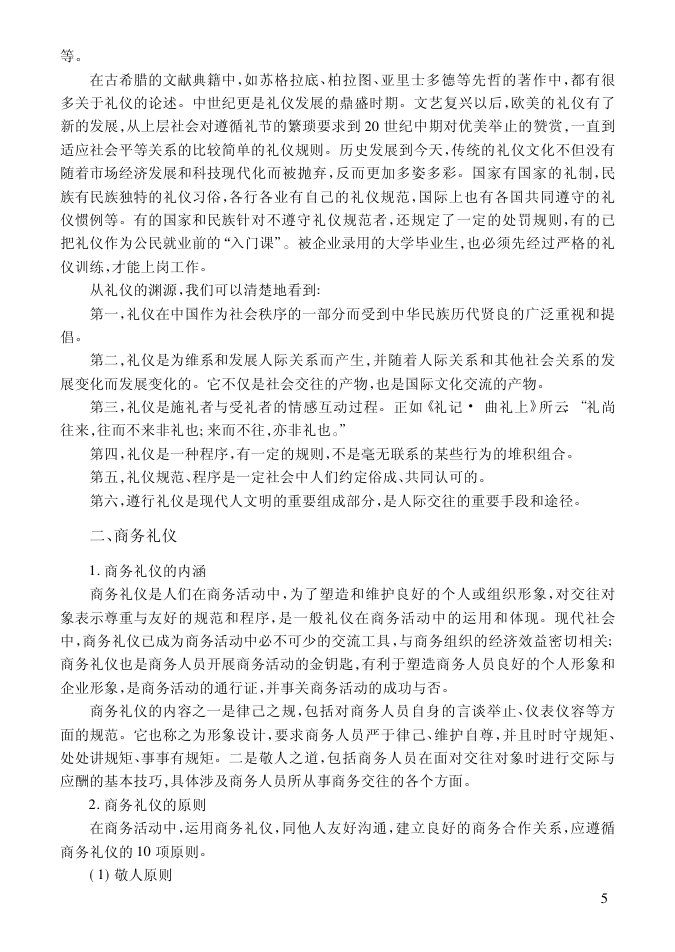 等。
在古希腊的文献典籍中,如苏格拉底、柏拉图、亚里士多德等先哲的著作中,都有很
多关于礼仪的论述。中世纪更是礼仪发展的鼎盛时期。文艺复兴以后,欧美的礼仪有了
新的发展,从上层社会对遵循礼节的繁琐要求到 20 世纪中期对优美举止的赞赏,一直到
适应社会平等关系的比较简单的礼仪规则。历史发展到今天,传统的礼仪文化不但没有
随着市场经济发展和科技现代化而被抛弃,反而更加多姿多彩。国家有国家的礼制,民
族有民族独特的礼仪习俗,各行各业有自己的礼仪规范,国际上也有各国共同遵守的礼
仪惯例等。有的国家和民族针对不遵守礼仪规范者,还规定了一定的处罚规则,有的已
把礼仪作为公民就业前的“入门课”。被企业录用的大学毕业生,也必须先经过严格的礼
仪训练,才能上岗工作。
从礼仪的渊源,我们可以清楚地看到:
第一,礼仪在中国作为社会秩序的一部分而受到中华民族历代贤良的广泛重视和提
倡。
第二,礼仪是为维系和发展人际关系而产生,并随着人际关系和其他社会关系的发
展变化而发展变化的。它不仅是社会交往的产物,也是国际文化交流的产物。
第三,礼仪是施礼者与受礼者的情感互动过程。正如《礼记• 曲礼上》所云: “礼尚
往来,往而不来非礼也;来而不往,亦非礼也。”
第四,礼仪是一种程序,有一定的规则,不是毫无联系的某些行为的堆积组合。
第五,礼仪规范、程序是一定社会中人们约定俗成、共同认可的。
第六,遵行礼仪是现代人文明的重要组成部分,是人际交往的重要手段和途径。
二、商务礼仪
1. 商务礼仪的内涵
商务礼仪是人们在商务活动中,为了塑造和维护良好的个人或组织形象,对交往对
象表示尊重与友好的规范和程序,是一般礼仪在商务活动中的运用和体现。现代社会
中,商务礼仪已成为商务活动中必不可少的交流工具,与商务组织的经济效益密切相关;
商务礼仪也是商务人员开展商务活动的金钥匙,有利于塑造商务人员良好的个人形象和
企业形象,是商务活动的通行证,并事关商务活动的成功与否。
商务礼仪的内容之一是律己之规,包括对商务人员自身的言谈举止、仪表仪容等方
面的规范。它也称之为形象设计,要求商务人员严于律己、维护自尊,并且时时守规矩、
处处讲规矩、事事有规矩。二是敬人之道,包括商务人员在面对交往对象时进行交际与
应酬的基本技巧,具体涉及商务人员所从事商务交往的各个方面。
2. 商务礼仪的原则
在商务活动中,运用商务礼仪,同他人友好沟通,建立良好的商务合作关系,应遵循
商务礼仪的 10 项原则。
(1) 敬人原则
5